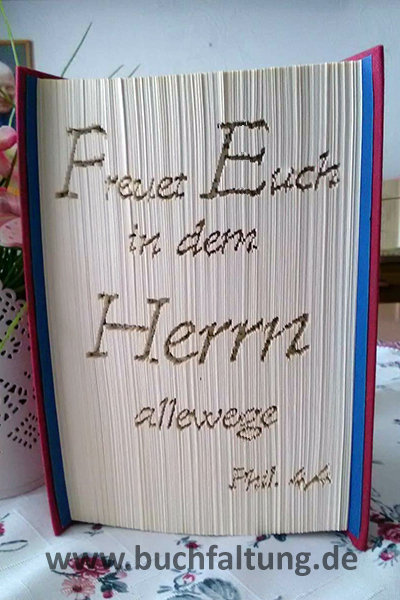 Freuet Euch
in dem
Herrn
allewege
Phil. 4,4
www.buchfaltung.de